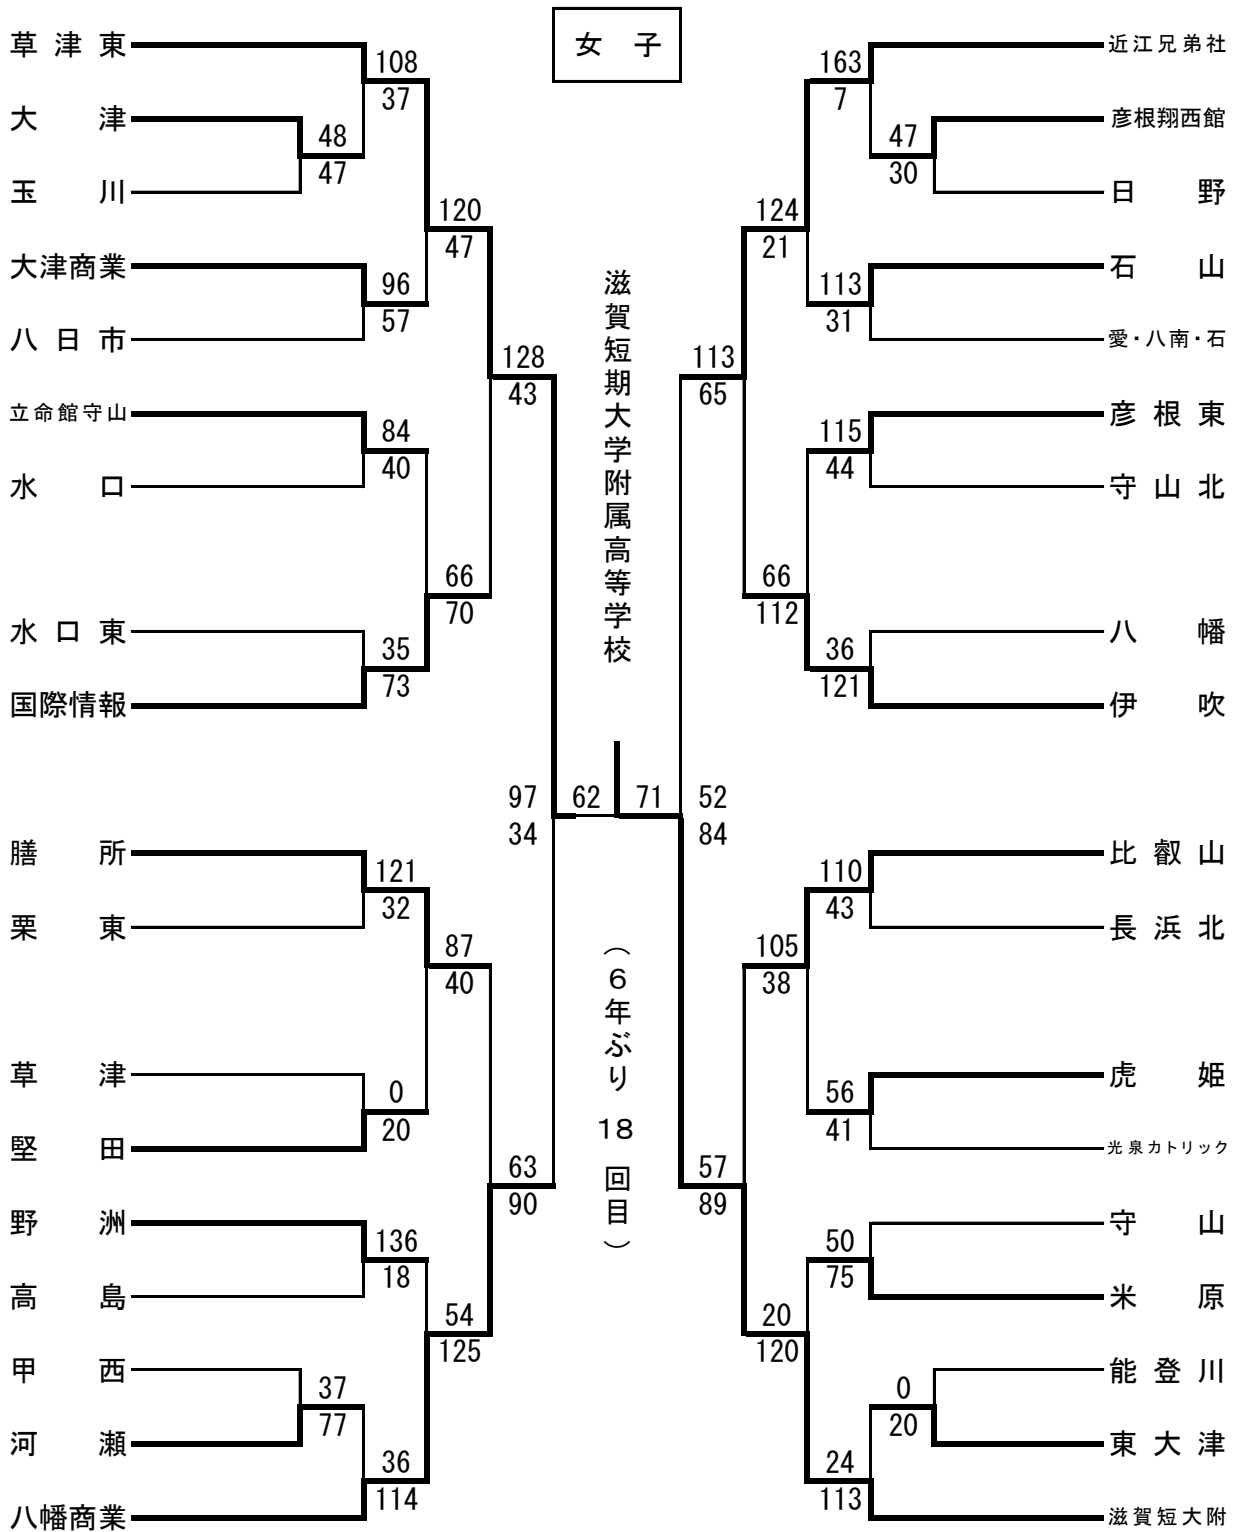 女 子
草 津 東
大 津
玉 川
大津商業
八 日 市
立命館守山
水 口
水 口 東
国際情報
膳 所
栗 東
草 津
堅 田
野 洲
高 島
甲 西
河 瀬
八幡商業
48
47
108
37
96
57
84
40
35
73
121
32
0
20
136
18
37
77
36
114
120
47
66
70
87
40
54
125
128
43
63
90
97
34
62
71
滋賀短期大学附属高等学校
（６年ぶり 18 回目）
52
84
113
65
57
89
124
21
66
112
105
38
20
120
163
7
113
31
115
44
36
121
110
43
56
41
50
75
24
113
47
30
0
20
近江兄弟社
彦根翔西館
日 野
石 山
愛・八南・石
彦 根 東
守 山 北
八 幡
伊 吹
比 叡 山
長 浜 北
虎 姫
光泉カトリック
守 山
米 原
能 登 川
東 大 津
滋賀短大附